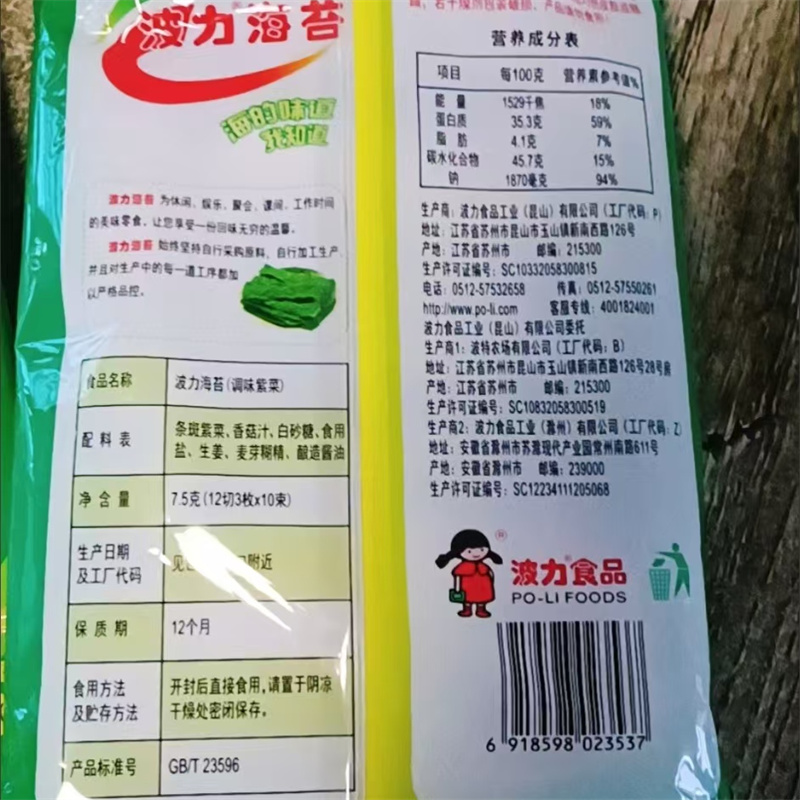 波力海苔
海的味道
我知道
波力海苔 为休闲、娱乐、聚会、课间、工作时间
的美味零食，让您享受一份回味无穷的温馨。
波力海苔 始终坚持自行采购原料，自行加工生产，
并且对生产中的每一道工序都加
以严格品控。
食品名称 波力海苔(调味紫菜)
配料表 条斑紫菜、香菇汁、白砂糖、食用
盐、生姜、麦芽糊精、酿造酱油
净含量 7.5克(12切3枚x10束)
生产日期
及工厂代码
见 附近
保质期 12个月
食用方法
及贮存方法
开封后直接食用,请置于阴凉
干燥处密闭保存。
产品标准号 GB/T 23596
营养成分表
项目 每100克 营养素参考值%
能量 1529千焦 18%
蛋白质 35.3克 59%
脂肪 4.1克 7%
碳水化合物 45.7克 15%
钠 1870毫克 94%
生产商：波力食品工业（昆山）有限公司（工厂代码：P）
地址：江苏省苏州市昆山市玉山镇新南西路126号
产地：江苏省苏州市 邮编：215300
生产许可证编号：SC10332058300815
电话：0512-57532658 传真：0512-57550261
http://www.po-li.com 客服专线：4001824001
波力食品工业（昆山）有限公司委托
生产商1：波特农场有限公司（工厂代码：B）
地址：江苏省苏州市昆山市玉山镇新南西路126号28号房
产地：江苏省苏州市 邮编：215300
生产许可证编号：SC10832058300519
生产商2：波力食品工业（滁州）有限公司（工厂代码：Z）
地址：安徽省滁州市苏滁现代产业园常州南路611号
产地：安徽省滁州市 邮编：239000
生产许可证编号：SC12234111205068
波力®食品
PO-LI FOODS
6 918598 023537